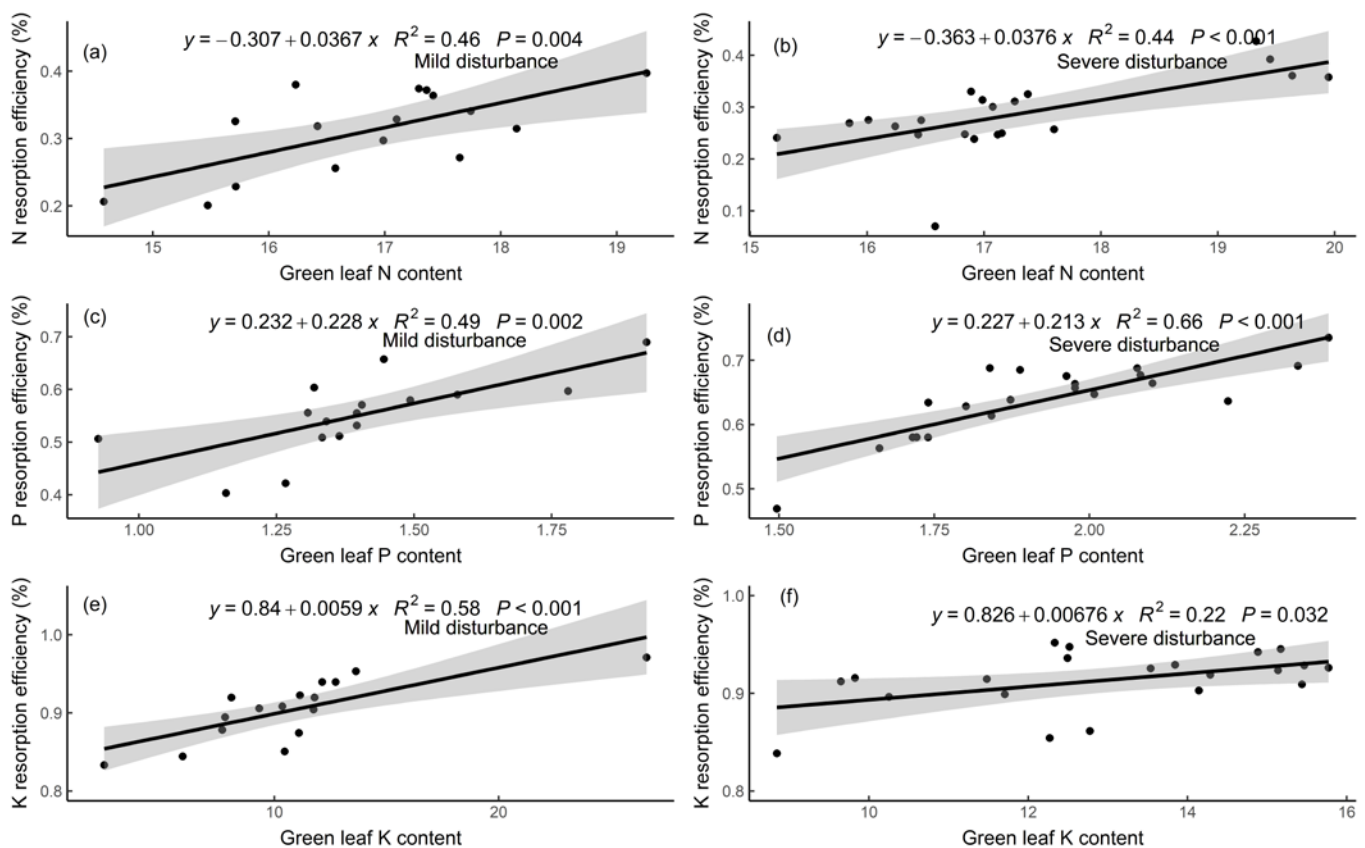 (a)
y = −0.307 + 0.0367 x R² = 0.46 P = 0.004
Mild disturbance
N resorption efficiency (%)
0.4
0.3
0.2
15 16 17 18 19
Green leaf N content
(b)
y = −0.363 + 0.0376 x R² = 0.44 P < 0.001
Severe disturbance
N resorption efficiency (%)
0.4
0.3
0.2
0.1
15 16 17 18 19 20
Green leaf N content
(c)
y = 0.232 + 0.228 x R² = 0.49 P = 0.002
Mild disturbance
P resorption efficiency (%)
0.7
0.6
0.5
0.4
1.00 1.25 1.50 1.75
Green leaf P content
(d)
y = 0.227 + 0.213 x R² = 0.66 P < 0.001
Severe disturbance
P resorption efficiency (%)
0.7
0.6
0.5
1.50 1.75 2.00 2.25
Green leaf P content
(e)
y = 0.84 + 0.0059 x R² = 0.58 P < 0.001
Mild disturbance
K resorption efficiency (%)
1.0
0.9
0.8
10 20
Green leaf K content
(f)
y = 0.826 + 0.00676 x R² = 0.22 P = 0.032
Severe disturbance
K resorption efficiency (%)
1.0
0.9
0.8
10 12 14 16
Green leaf K content